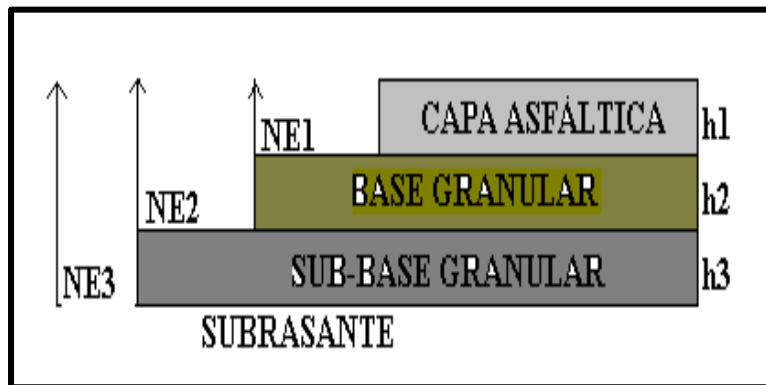 CAPA ASFÁLTICA h1
NE1
BASE GRANULAR h2
NE2
SUB-BASE GRANULAR h3
NE3
SUBRASANTE